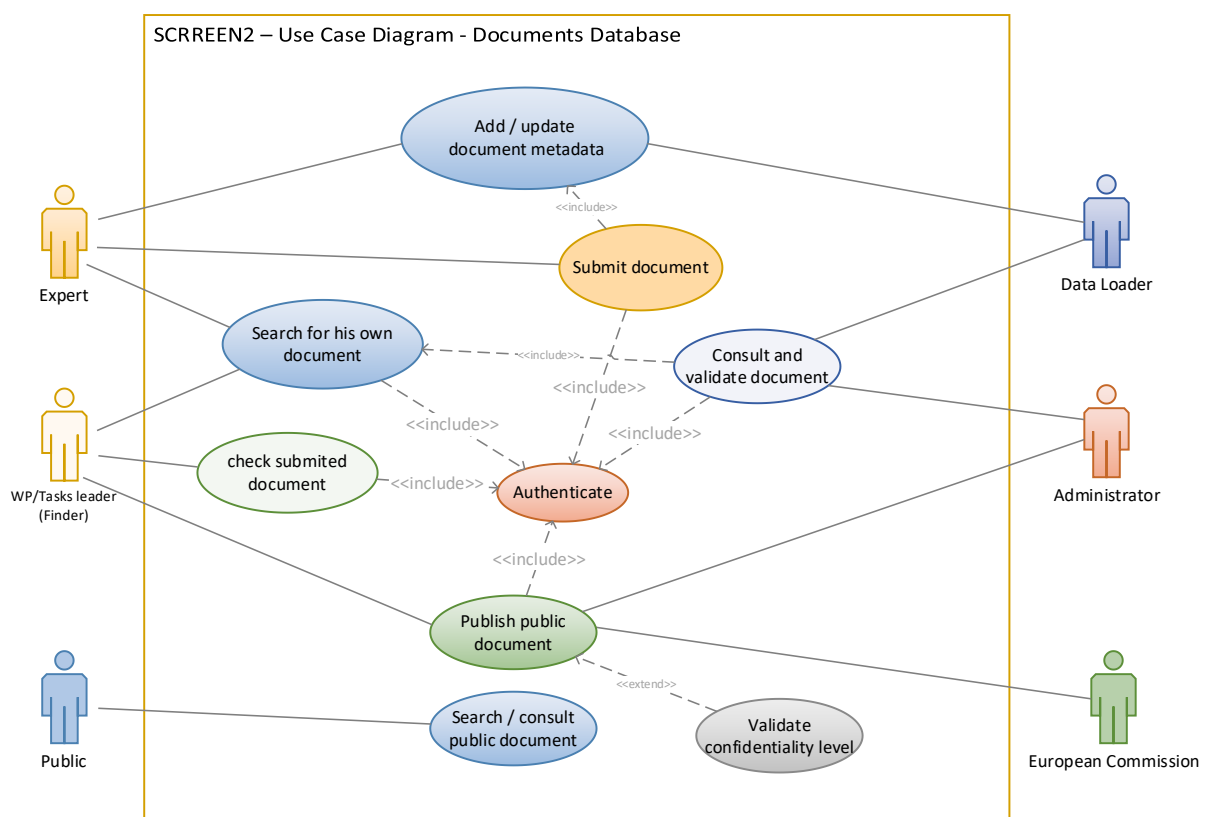 SCRREEN2 – Use Case Diagram - Documents Database
Add / update
document metadata
<<include>>
Submit document
Expert
Data Loader
Search for his own
document
<<include>>
Consult and
validate document
<<include>>
<<include>>
<<include>>
check submited
document
<<include>>
Authenticate
WP/Tasks leader
(Finder)
Administrator
<<include>>
Publish public
document
<<extend>>
Search / consult
public document
Validate
confidentiality level
Public
European Commission